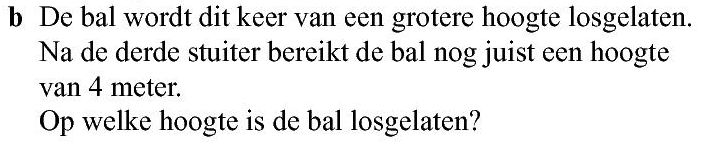 b De bal wordt dit keer van een grotere hoogte losgelaten.
Na de derde stuiter bereikt de bal nog juist een hoogte
van 4 meter.
Op welke hoogte is de bal losgelaten?